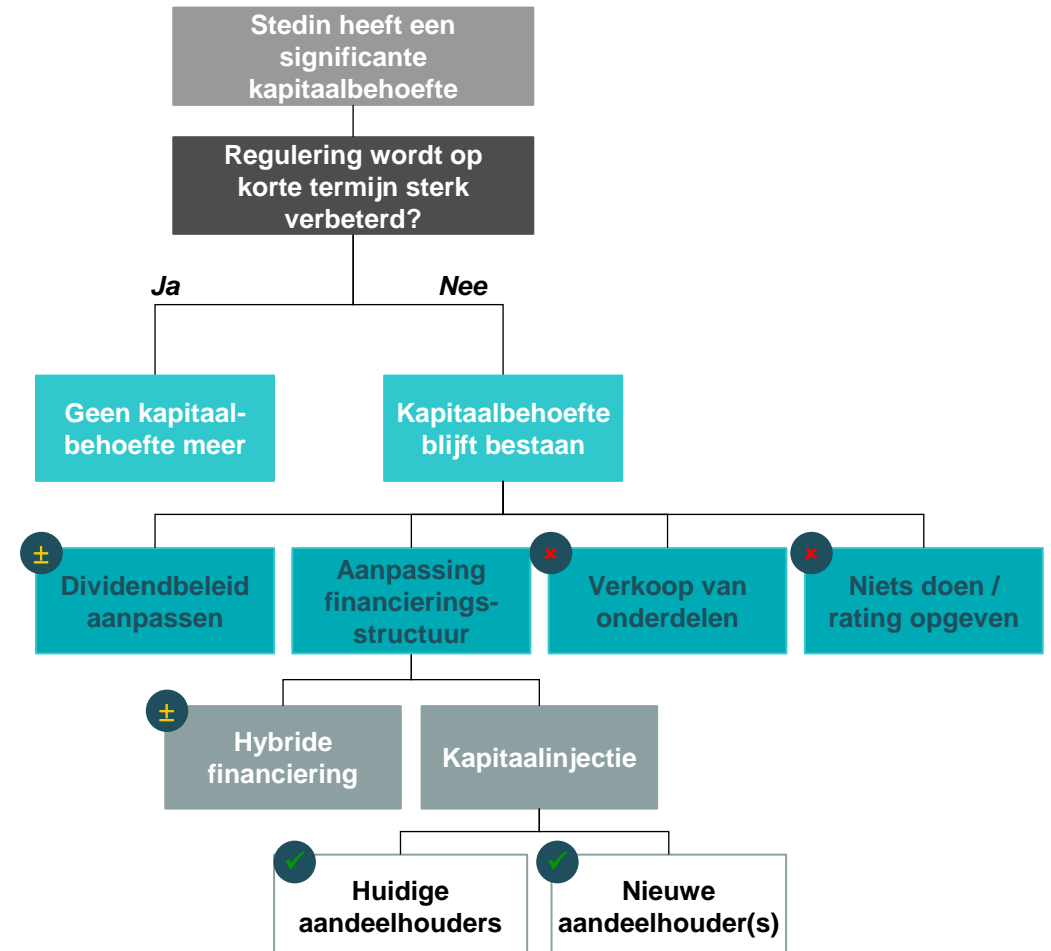 Stedin heeft een
significante
kapitaalbehoefte
Regulering wordt op
korte termijn sterk
verbeterd?
Ja
Nee
Geen kapitaal-
behoefte meer
Kapitaalbehoefte
blijft bestaan
±
Dividendbeleid
aanpassen
Aanpassing
financierings-
structuur
×
Verkoop van
onderdelen
×
Niets doen /
rating opgeven
±
Hybride
financiering
Kapitaalinjectie
✓
Huidige
aandeelhouders
✓
Nieuwe
aandeelhouder(s)